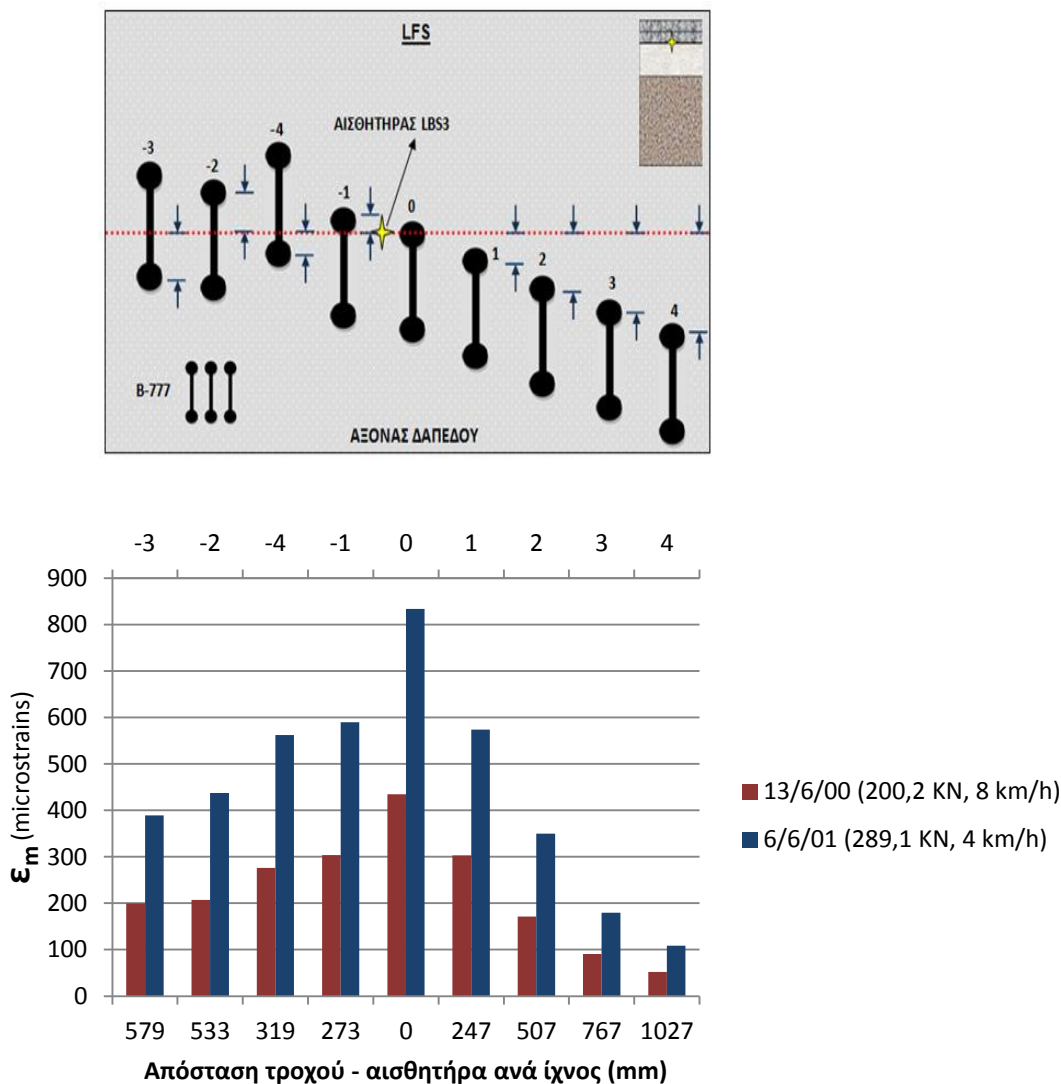 LFS
ΑΙΣΘΗΤΗΡΑΣ LBS3
-4
-3
-2
-1
0
1
2
3
4
B-777
ΑΞΟΝΑΣ ΔΑΠΕΔΟΥ
-3 -2 -4 -1 0 1 2 3 4
900
800
700
600
500
400
300
200
100
0
εm (microstrains)
579 533 319 273 0 247 507 767 1027
Απόσταση τροχού - αισθητήρα ανά ίχνος (mm)
13/6/00 (200,2 KN, 8 km/h)
6/6/01 (289,1 KN, 4 km/h)